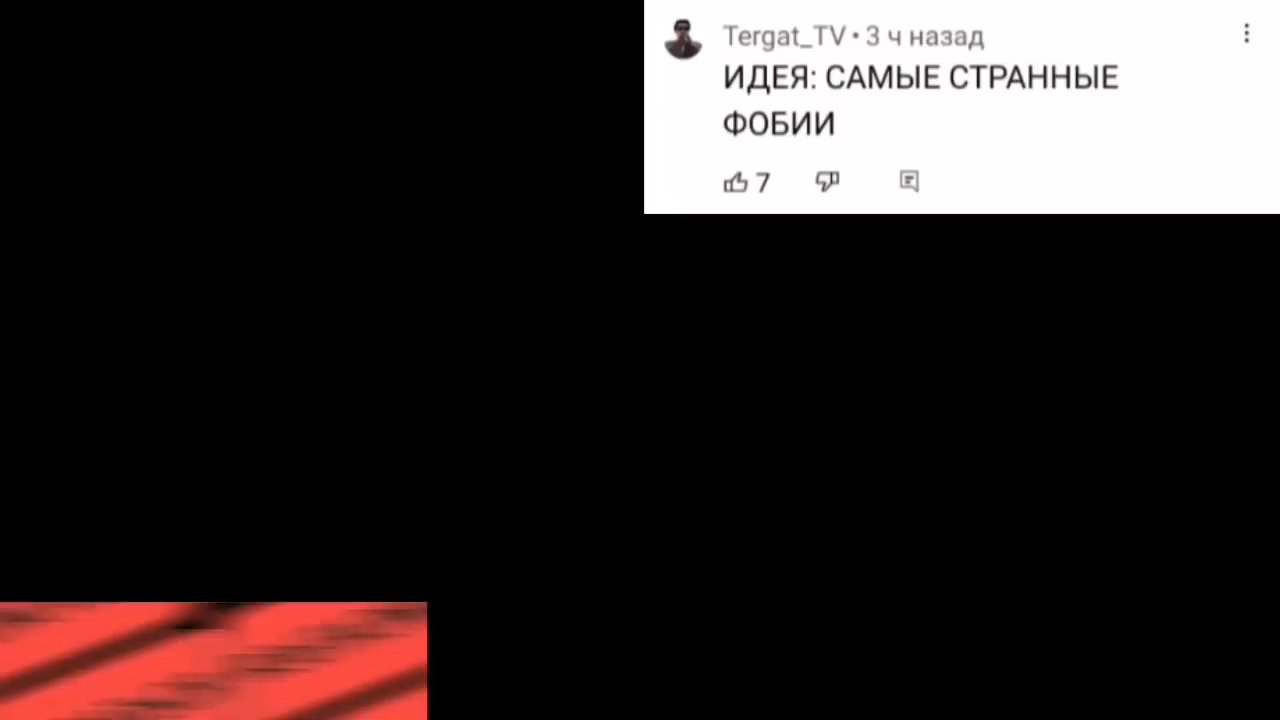 Tergat_TV • 3 ч назад
ИДЕЯ: САМЫЕ СТРАННЫЕ
ФОБИИ
7